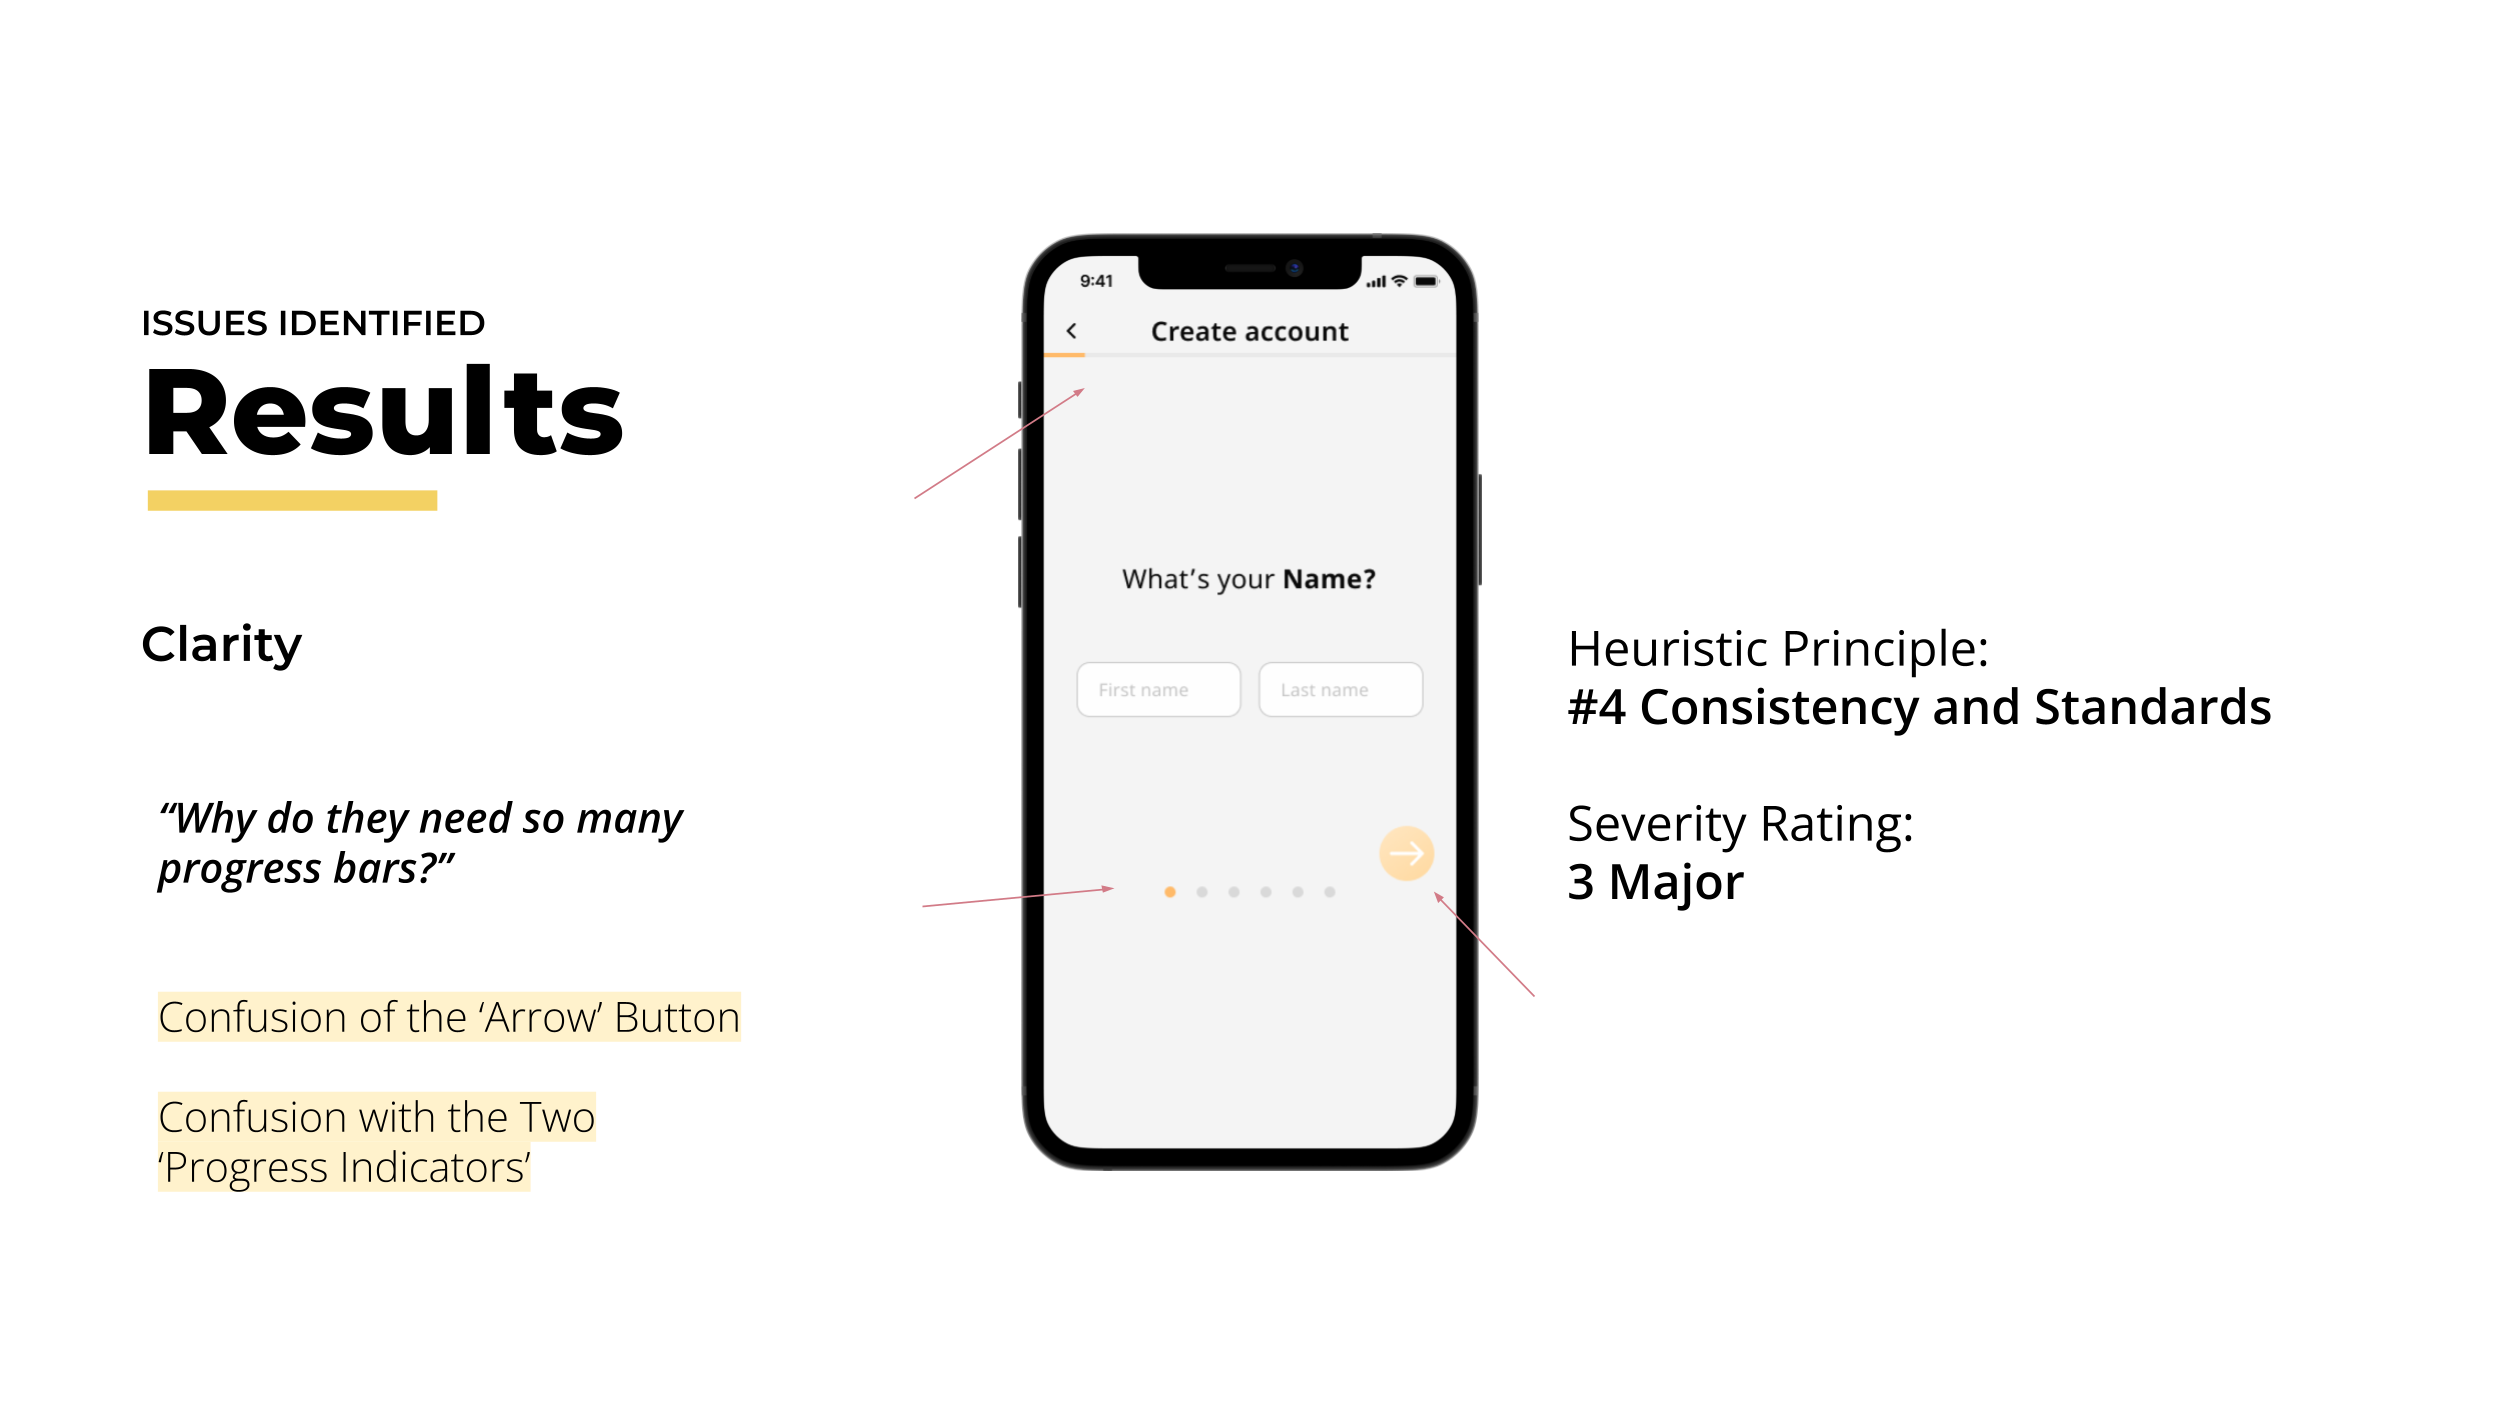 ISSUES IDENTIFIED
Results
Clarity
“Why do they need so many
progress bars?”
Confusion of the ‘Arrow’ Button
Confusion with the Two
‘Progress Indicators’
9:41
Create account
What’s your Name?
First name
Last name
Heuristic Principle:
#4 Consistency and Standards
Severity Rating:
3 Major